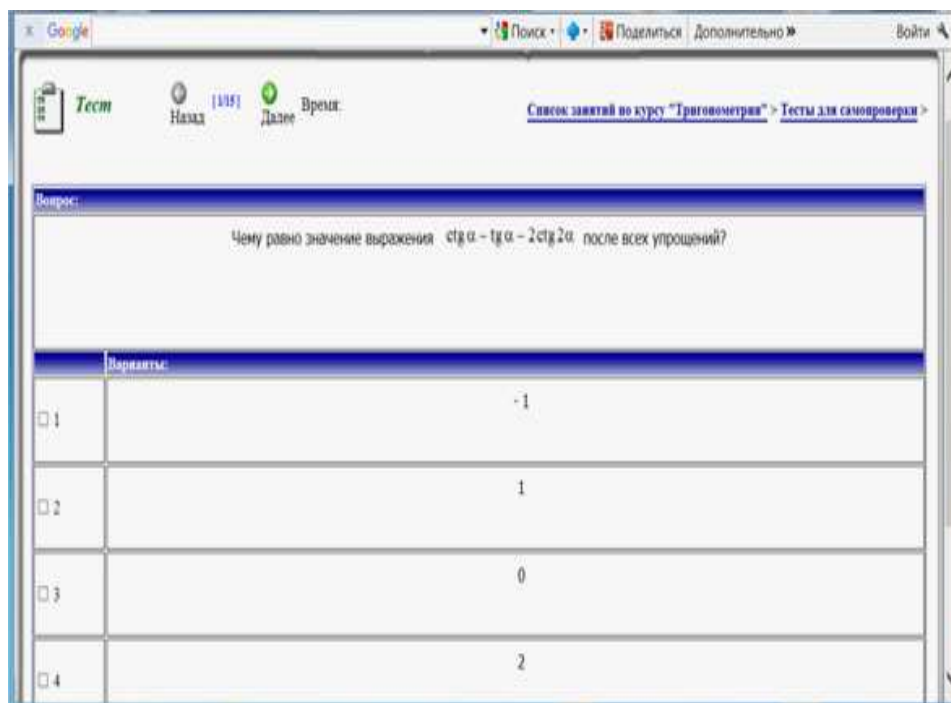 x Google Поиск Поделиться Дополнительно » Войти
Тест
Назад [1/15] Далее Время:
Список занятий по курсу "Тригонометрия" > Тесты для самопроверки >
Вопрос:
Чему равно значение выражения ctg α – tg α – 2ctg 2α после всех упрощений?
Варианты:
1 - 1
2 1
3 0
4 2